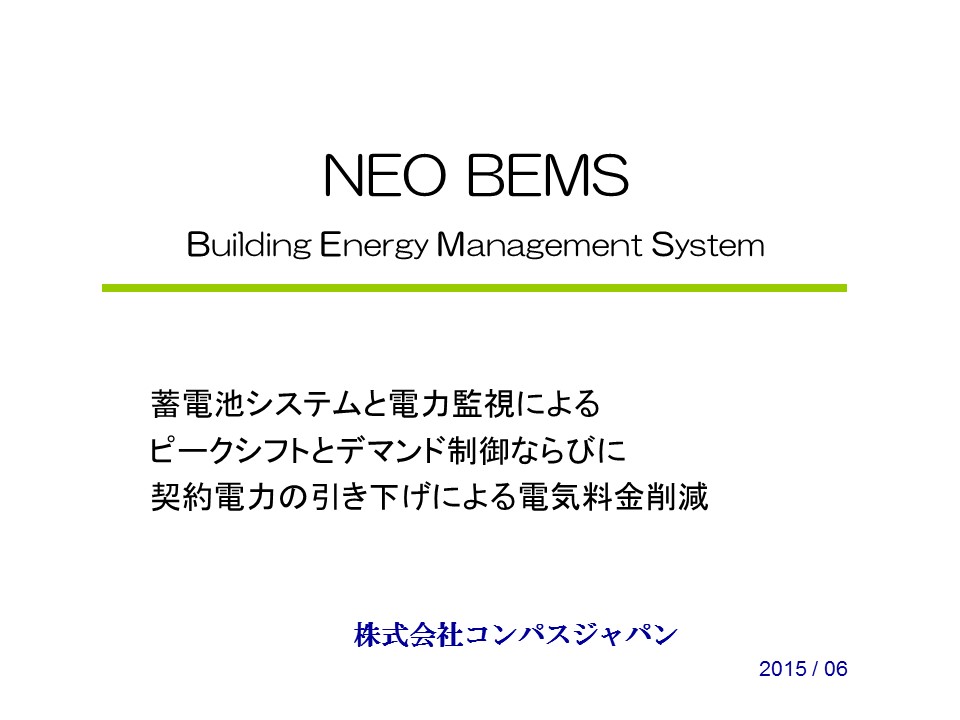 NEO BEMS
Building Energy Management System
蓄電池システムと電力監視による
ピークシフトとデマンド制御ならびに
契約電力の引き下げによる電気料金削減
株式会社コンパスジャパン
2015 / 06